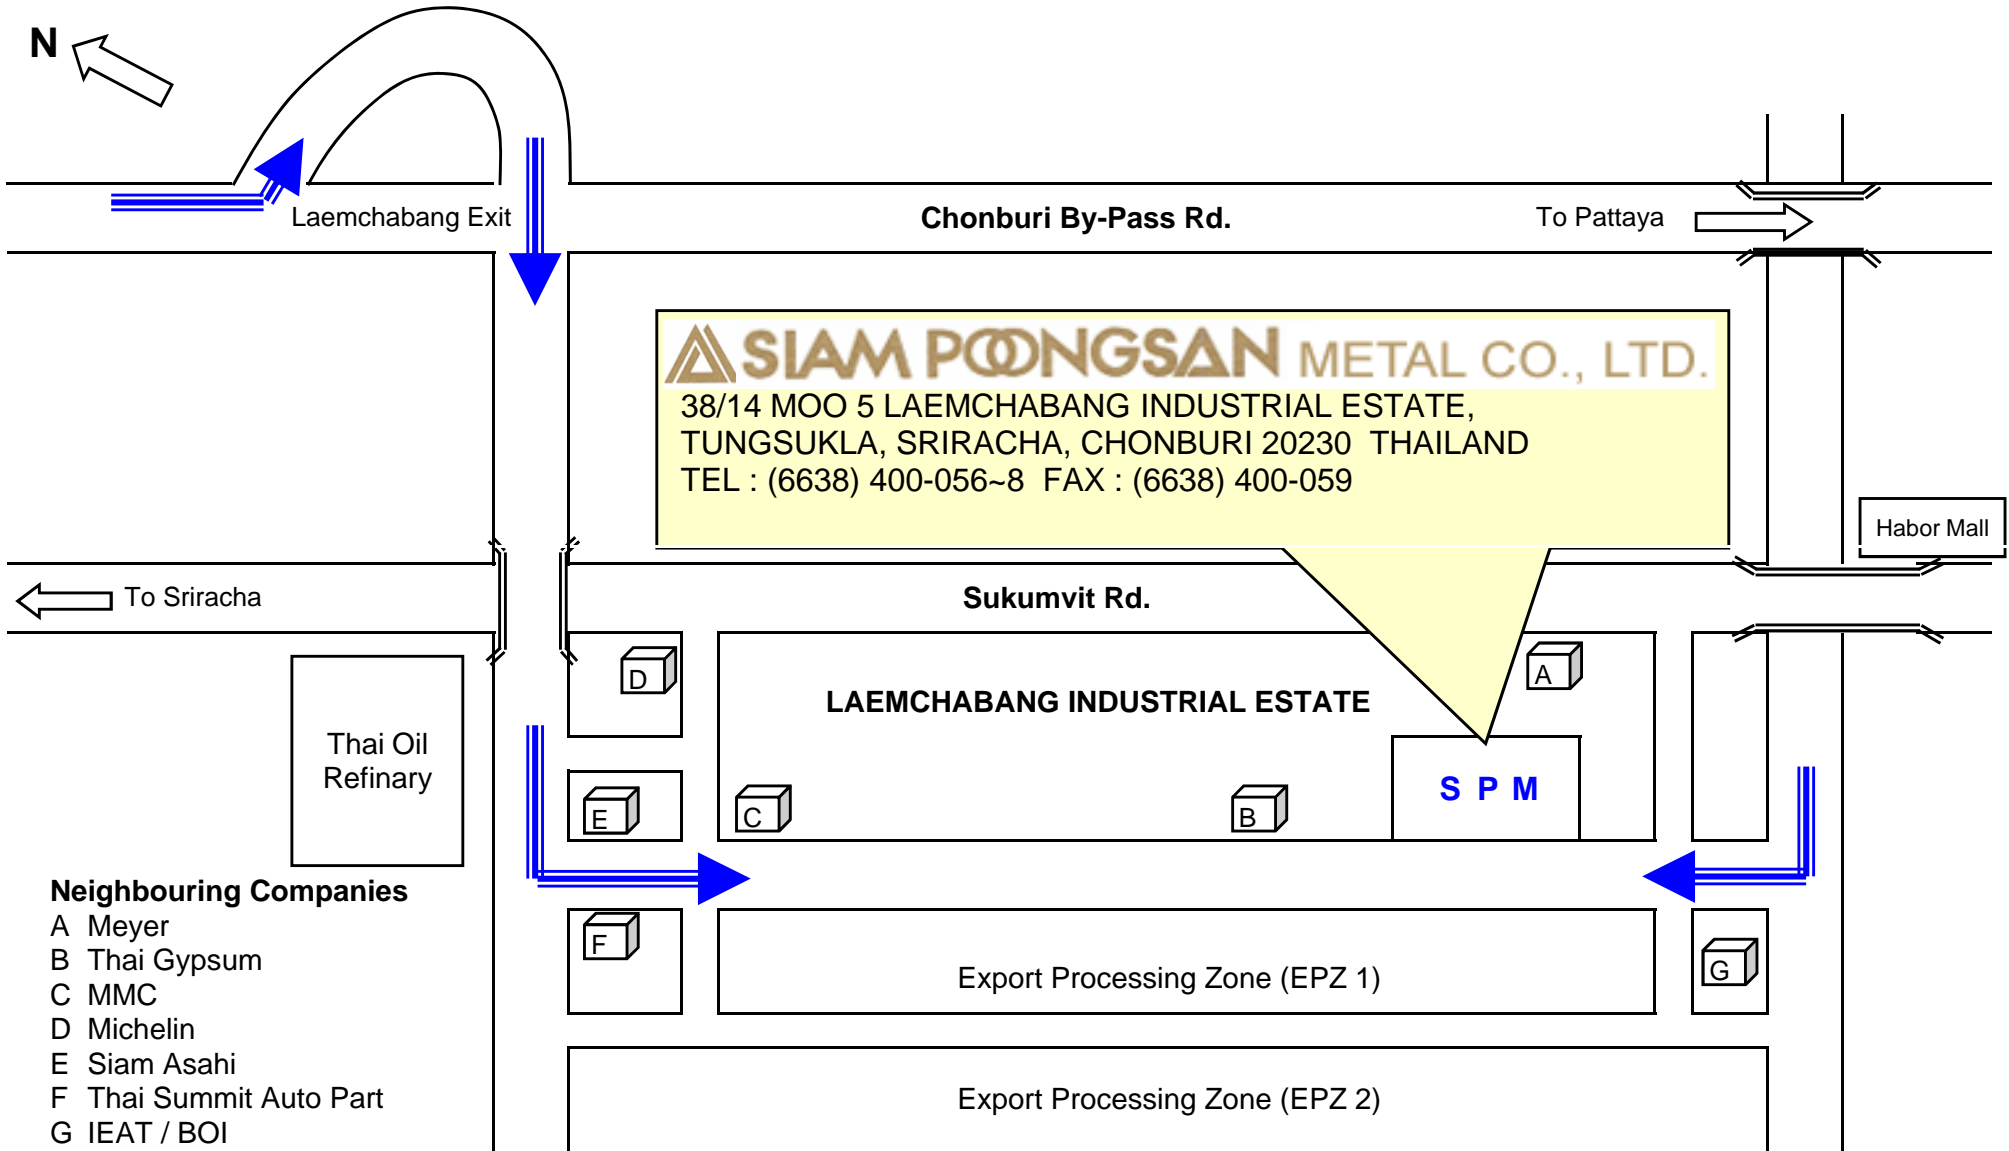 N
Laemchabang Exit
Chonburi By-Pass Rd.
To Pattaya
SIAM POONGSAN METAL CO., LTD.
38/14 MOO 5 LAEMCHABANG INDUSTRIAL ESTATE,
TUNGSUKLA, SRIRACHA, CHONBURI 20230 THAILAND
TEL : (6638) 400-056~8 FAX : (6638) 400-059
Habor Mall
To Sriracha
Sukumvit Rd.
D
A
LAEMCHABANG INDUSTRIAL ESTATE
Thai Oil
Refinary
S P M
E
C
B
Neighbouring Companies
A Meyer
B Thai Gypsum
C MMC
D Michelin
E Siam Asahi
F Thai Summit Auto Part
G IEAT / BOI
F
Export Processing Zone (EPZ 1)
G
Export Processing Zone (EPZ 2)